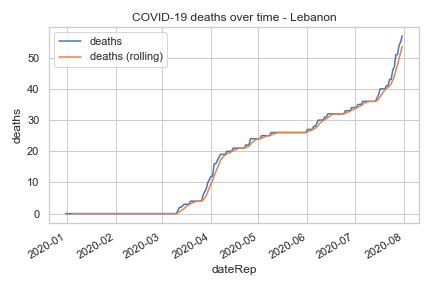 COVID-19 deaths over time - Lebanon
deaths
deaths (rolling)
deaths
50
40
30
20
10
0
2020-01
2020-02
2020-03
2020-04
2020-05
2020-06
2020-07
2020-08
dateRep